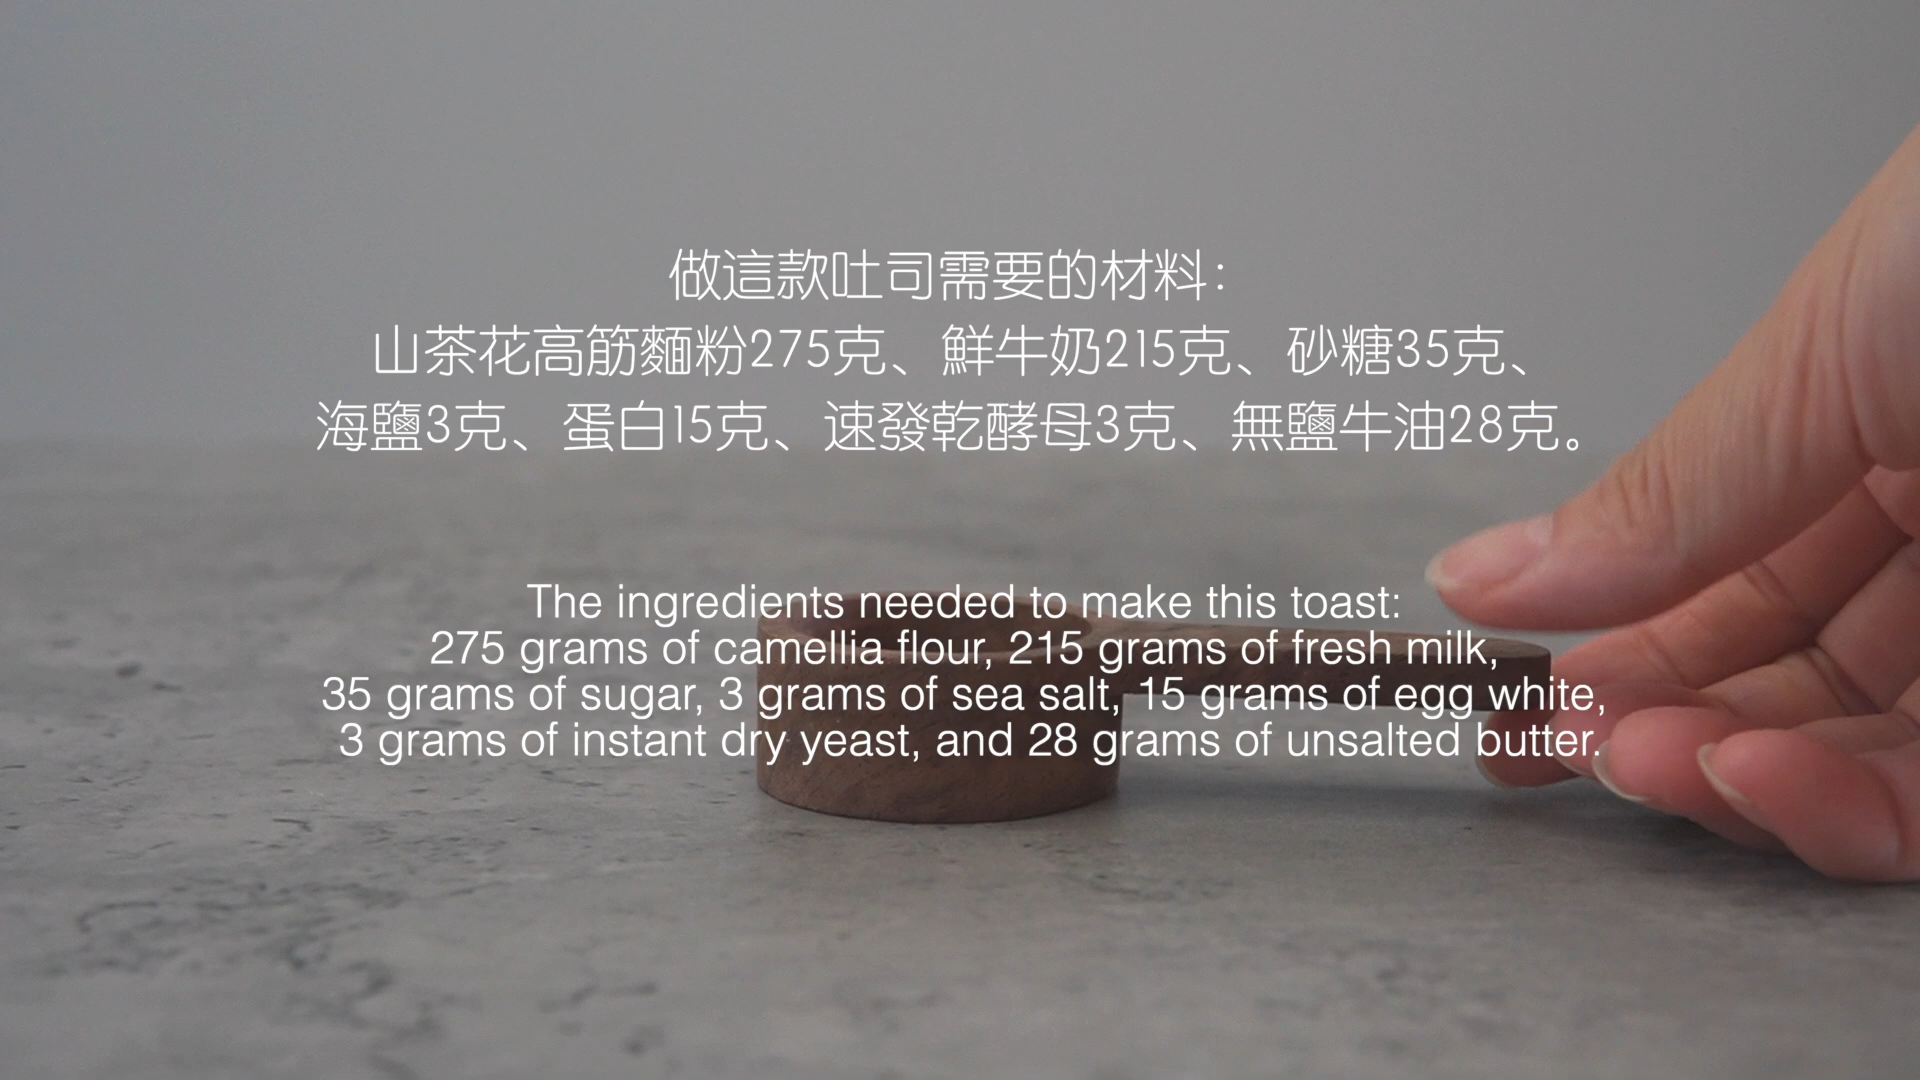 做這款吐司需要的材料：
山茶花高筋麵粉275克、鮮牛奶215克、砂糖35克、
海鹽3克、蛋白15克、速發乾酵母3克、無鹽牛油28克。
The ingredients needed to make this toast:
275 grams of camellia flour, 215 grams of fresh milk,
35 grams of sugar, 3 grams of sea salt, 15 grams of egg white,
3 grams of instant dry yeast, and 28 grams of unsalted butter.